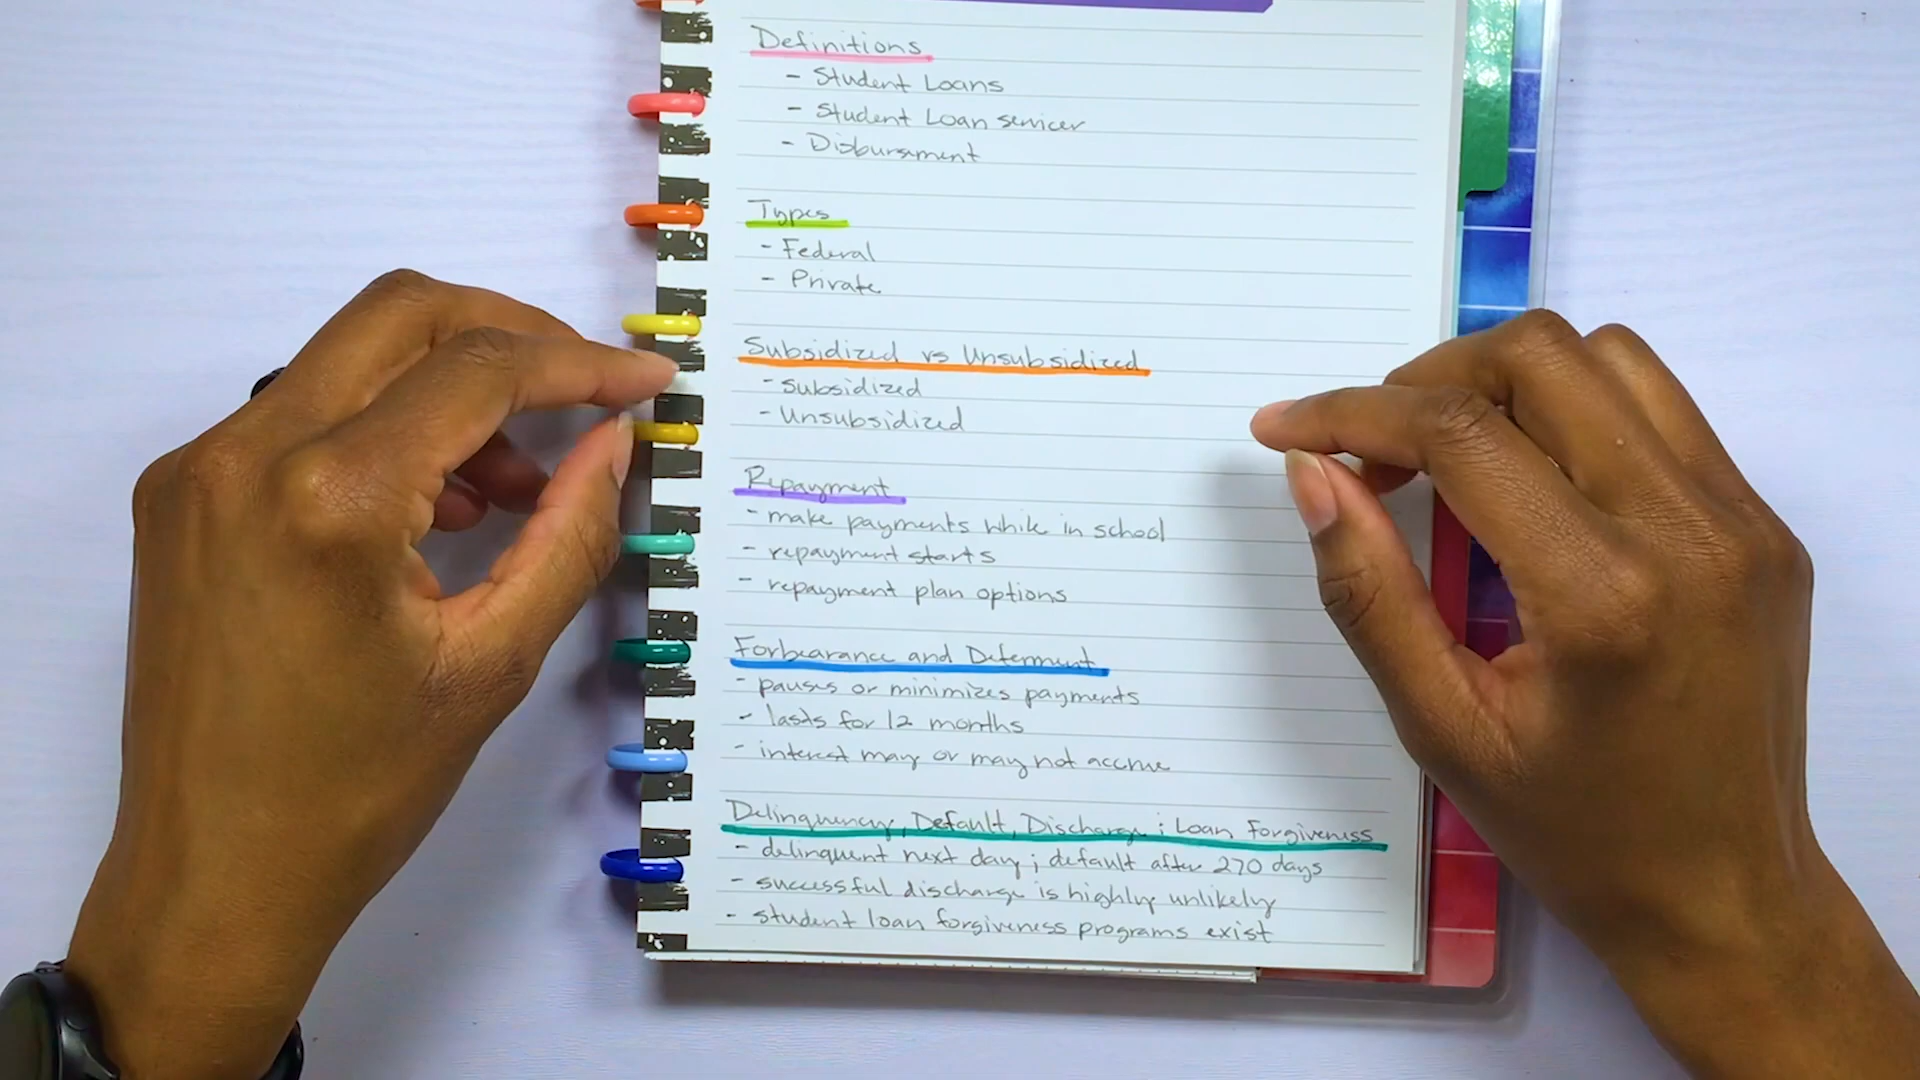 Definitions
- Student Loans
- Student Loan servicer
- Disbursement
Types
- Federal
- Private
Subsidized vs Unsubsidized
- Subsidized
- Unsubsidized
Repayment
- make payments while in school
- repayment starts
- repayment plan options
Forbearance and Deferment
- pauses or minimizes payments
- lasts for 12 months
- interest may or may not accrue
Delinquency, Default, Discharge ; Loan Forgiveness
- delinquent next day ; default after 270 days
- successful discharge is highly unlikely
- student loan forgiveness programs exist